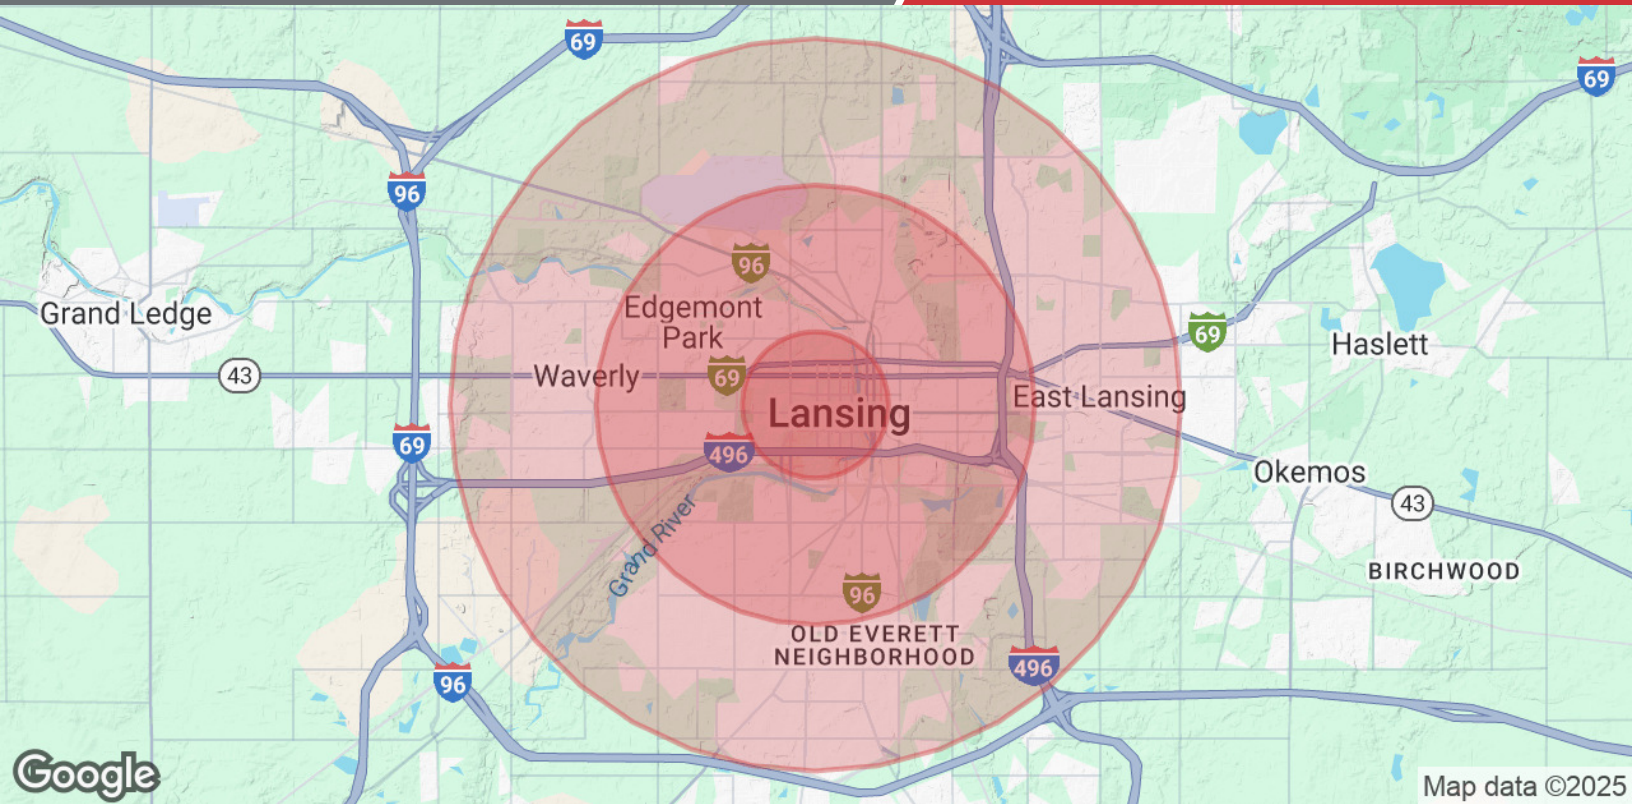 69
69
96
96
Edgemont
Park
Grand Ledge
69
Haslett
43
Waverly
69
East Lansing
Lansing
69
496
Okemos
43
Grand River
BIRCHWOOD
96
OLD EVERETT
NEIGHBORHOOD
496
96
Google
Map data ©2025